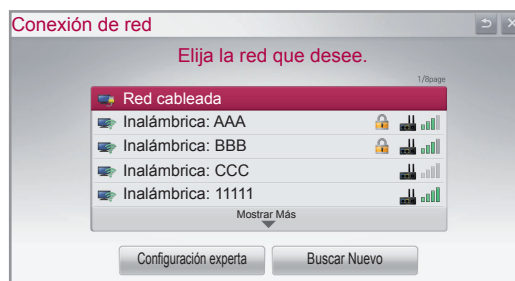 Conexión de red
Elija la red que desee.
1/8page
Red cableada
Inalámbrica: AAA
Inalámbrica: BBB
Inalámbrica: CCC
Inalámbrica: 11111
Mostrar Más
Configuración experta
Buscar Nuevo